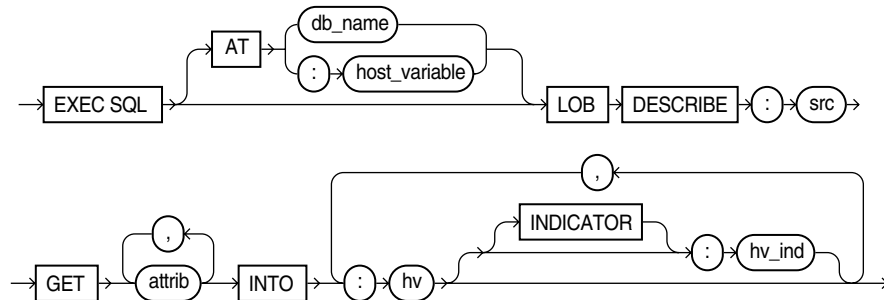 db_name
AT
: host_variable
EXEC SQL LOB DESCRIBE : src
,
INDICATOR
, : hv_ind
GET attrib INTO : hv